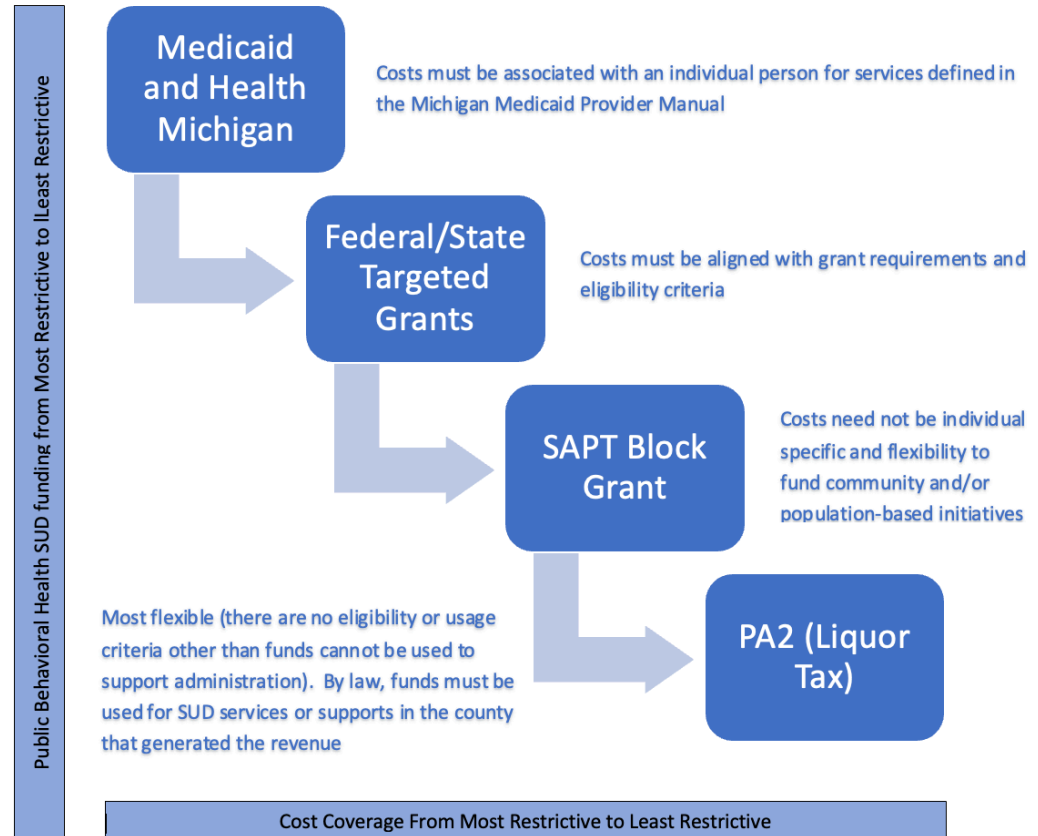 Public Behavioral Health SUD funding from Most Restrictive to lLeast Restrictive
Medicaid
and Health
Michigan
Costs must be associated with an individual person for services defined in
the Michigan Medicaid Provider Manual
Federal/State
Targeted
Grants
Costs must be aligned with grant requirements and
eligibility criteria
SAPT Block
Grant
Costs need not be individual
specific and flexibility to
fund community and/or
population-based initiatives
PA2 (Liquor
Tax)
Most flexible (there are no eligibility or usage
criteria other than funds cannot be used to
support administration).  By law, funds must be
used for SUD services or supports in the county
that generated the revenue
Cost Coverage From Most Restrictive to Least Restrictive